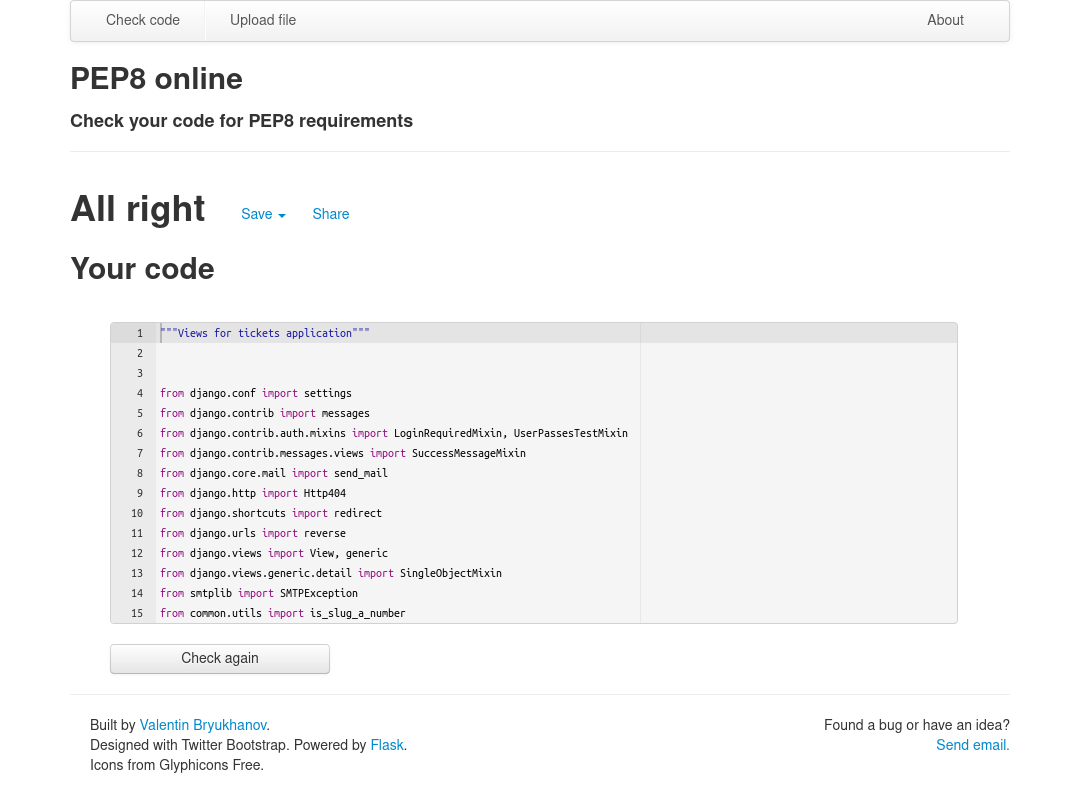 Check code Upload file About
PEP8 online
Check your code for PEP8 requirements
All right Save Share
Your code
1 """Views for tickets application"""
2
3
4 from django.conf import settings
5 from django.contrib import messages
6 from django.contrib.auth.mixins import LoginRequiredMixin, UserPassesTestMixin
7 from django.contrib.messages.views import SuccessMessageMixin
8 from django.core.mail import send_mail
9 from django.http import Http404
10 from django.shortcuts import redirect
11 from django.urls import reverse
12 from django.views import View, generic
13 from django.views.generic.detail import SingleObjectMixin
14 from smtplib import SMTPException
15 from common.utils import is_slug_a_number
Check again
Built by Valentin Bryukhanov. Found a bug or have an idea?
Designed with Twitter Bootstrap. Powered by Flask. Send email.
Icons from Glyphicons Free.